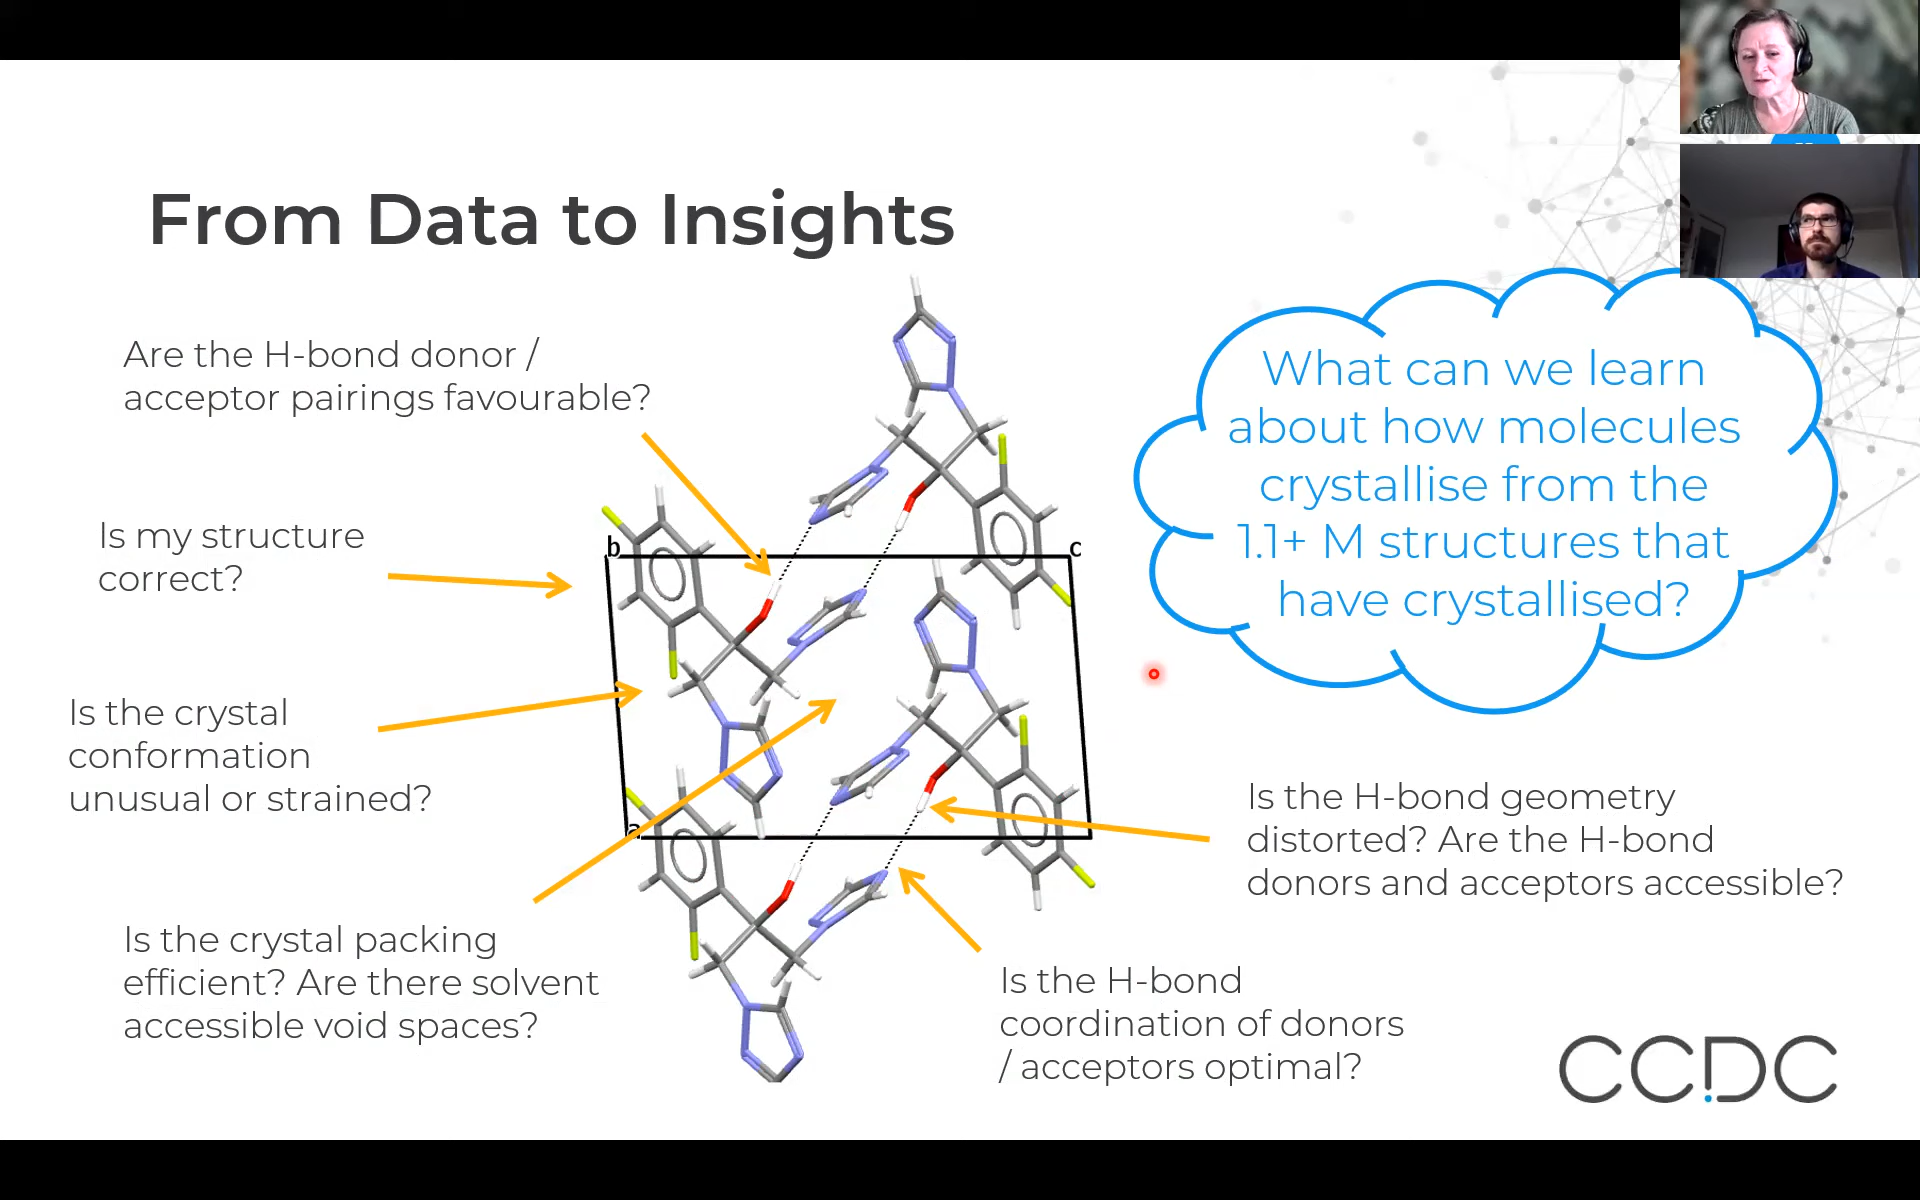 From Data to Insights
Are the H-bond donor /
acceptor pairings favourable?
Is my structure
correct?
Is the crystal
conformation
unusual or strained?
Is the crystal packing
efficient? Are there solvent
accessible void spaces?
b
c
a
What can we learn
about how molecules
crystallise from the
1.1+ M structures that
have crystallised?
Is the H-bond geometry
distorted? Are the H-bond
donors and acceptors accessible?
Is the H-bond
coordination of donors
/ acceptors optimal?
CCDC